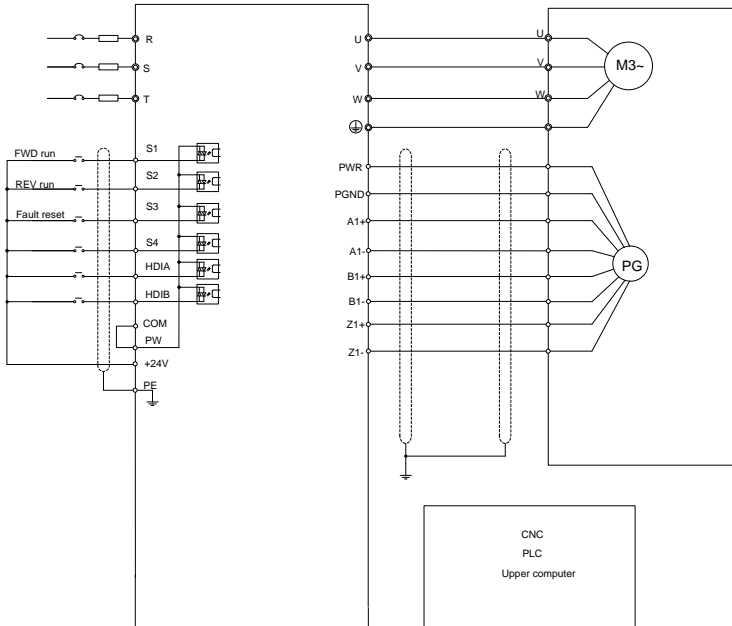 R
S
T
U
V
W
U
V
W
M3~
FWD run
S1
REV run
S2
Fault reset
S3
S4
HDIA
HDIB
COM
PW
+24V
PE
PWR
PGND
A1+
A1-
B1+
B1-
Z1+
Z1-
PG
CNC
PLC
Upper computer